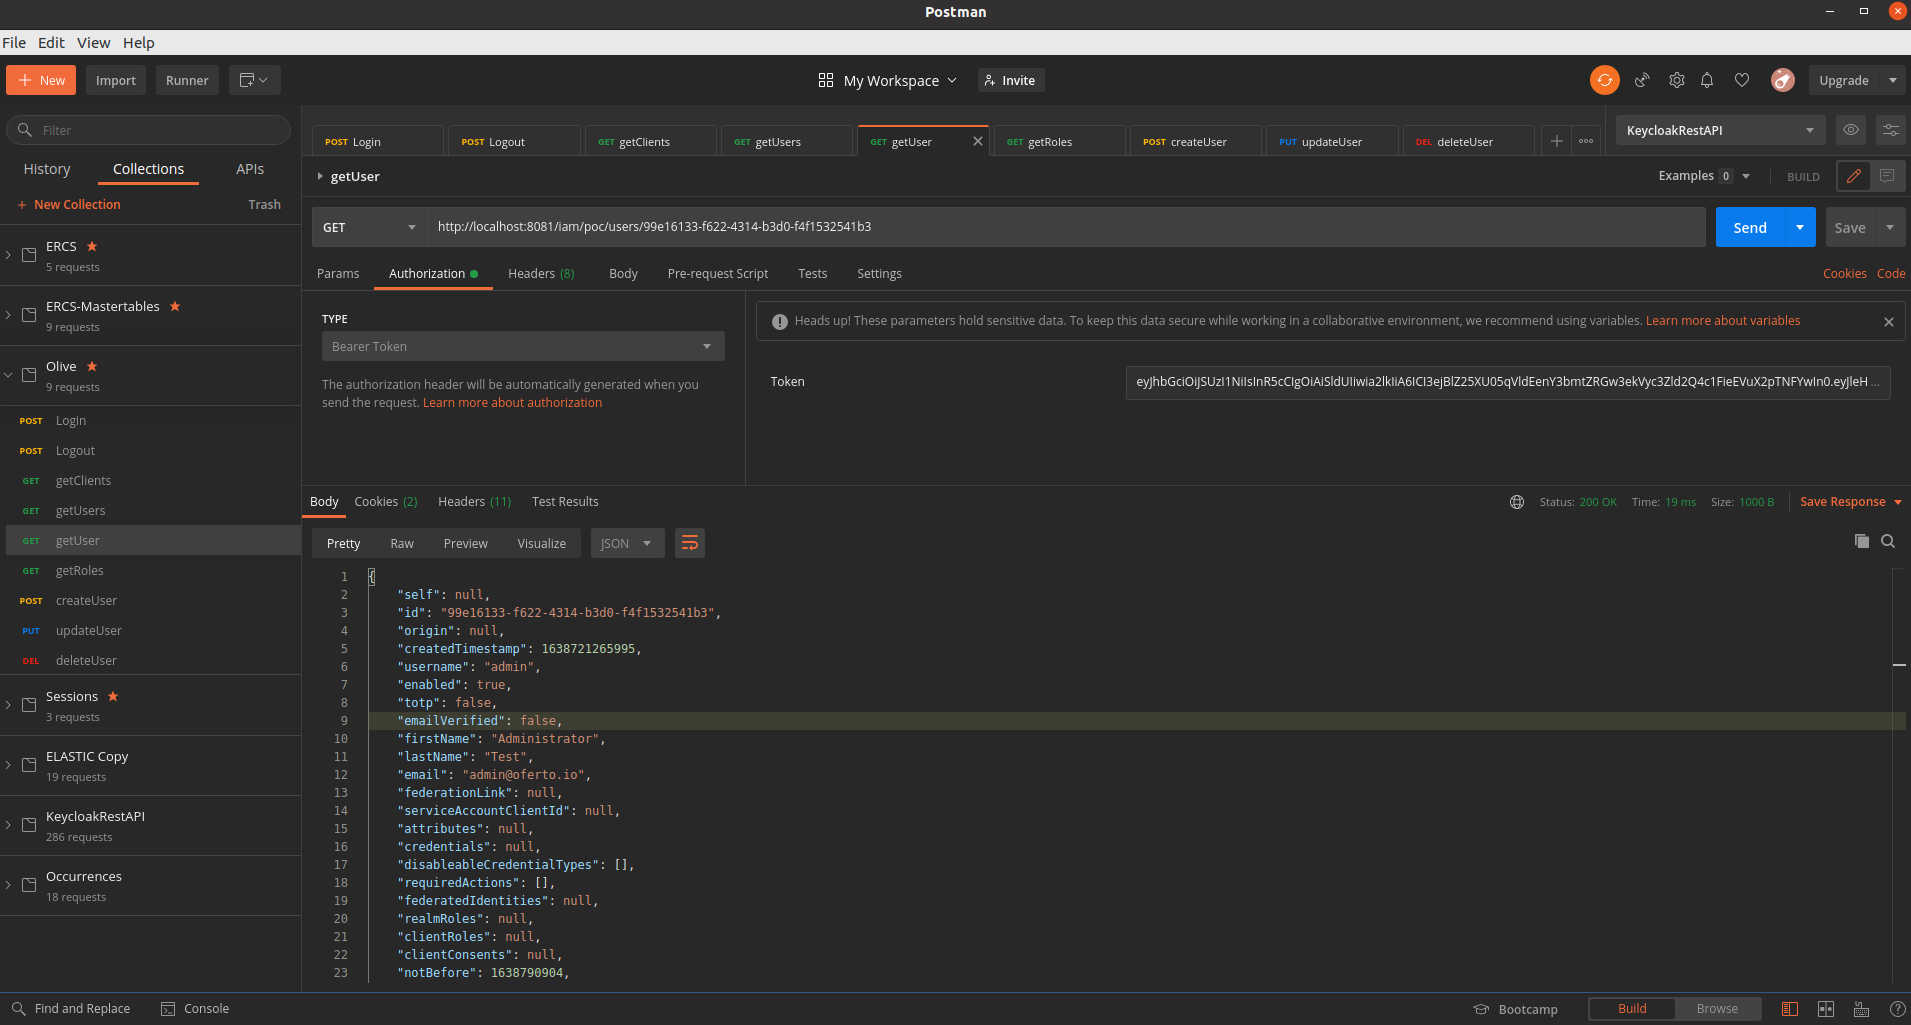 Postman
File Edit View Help
New Import Runner My Workspace Invite Upgrade
Filter
History Collections APIs
New Collection Trash
ERCS
5 requests
ERCS-Mastertables
9 requests
Olive
9 requests
POST Login
POST Logout
GET getClients
GET getUsers
GET getUser
GET getRoles
POST createUser
PUT updateUser
DEL deleteUser
Sessions
3 requests
ELASTIC Copy
19 requests
KeycloakRestAPI
286 requests
Occurrences
18 requests
POST Login POST Logout GET getClients GET getUsers GET getUser GET getRoles POST createUser PUT updateUser DEL deleteUser KeycloakRestAPI
getUser Examples 0 BUILD
GET http://localhost:8081/iam/poc/users/99e16133-f622-4314-b3d0-f4f1532541b3 Send Save
Params Authorization Headers (8) Body Pre-request Script Tests Settings Cookies Code
TYPE
Bearer Token
The authorization header will be automatically generated when you
send the request. Learn more about authorization
Heads up! These parameters hold sensitive data. To keep this data secure while working in a collaborative environment, we recommend using variables. Learn more about variables
Token
Body Cookies (2) Headers (11) Test Results Status: 200 OK Time: 19 ms Size: 1000 B Save Response
Pretty Raw Preview Visualize JSON
1 {
2 "self": null,
3 "id": "99e16133-f622-4314-b3d0-f4f1532541b3",
4 "origin": null,
5 "createdTimestamp": 1638721265995,
6 "username": "admin",
7 "enabled": true,
8 "totp": false,
9 "emailVerified": false,
10 "firstName": "Administrator",
11 "lastName": "Test",
12 "email": "admin@oferto.io",
13 "federationLink": null,
14 "serviceAccountClientId": null,
15 "attributes": null,
16 "credentials": null,
17 "disableableCredentialTypes": [],
18 "requiredActions": [],
19 "federatedIdentities": null,
20 "realmRoles": null,
21 "clientRoles": null,
22 "clientConsents": null,
23 "notBefore": 1638790904,
Find and Replace Console Bootcamp Build Browse